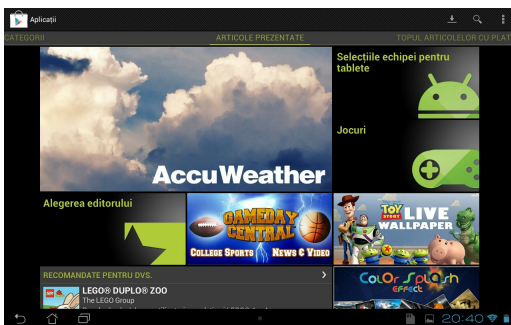 Aplicații
CATEGORII
ARTICOLE PREZENTATE
TOPUL ARTICOLELOR CU PLAT
AccuWeather
Selecțiile echipei pentru
tablete
Jocuri
Alegerea editorului
GAMEDAY
CENTRAL
COLLEGE SPORTS NEWS & VIDEO
TOY
STORY
LIVE
WALLPAPER
RECOMANDATE PENTRU DVS.
LEGO® DUPLO® ZOO
The LEGO Group
Color Splash
EFFECT
20:40